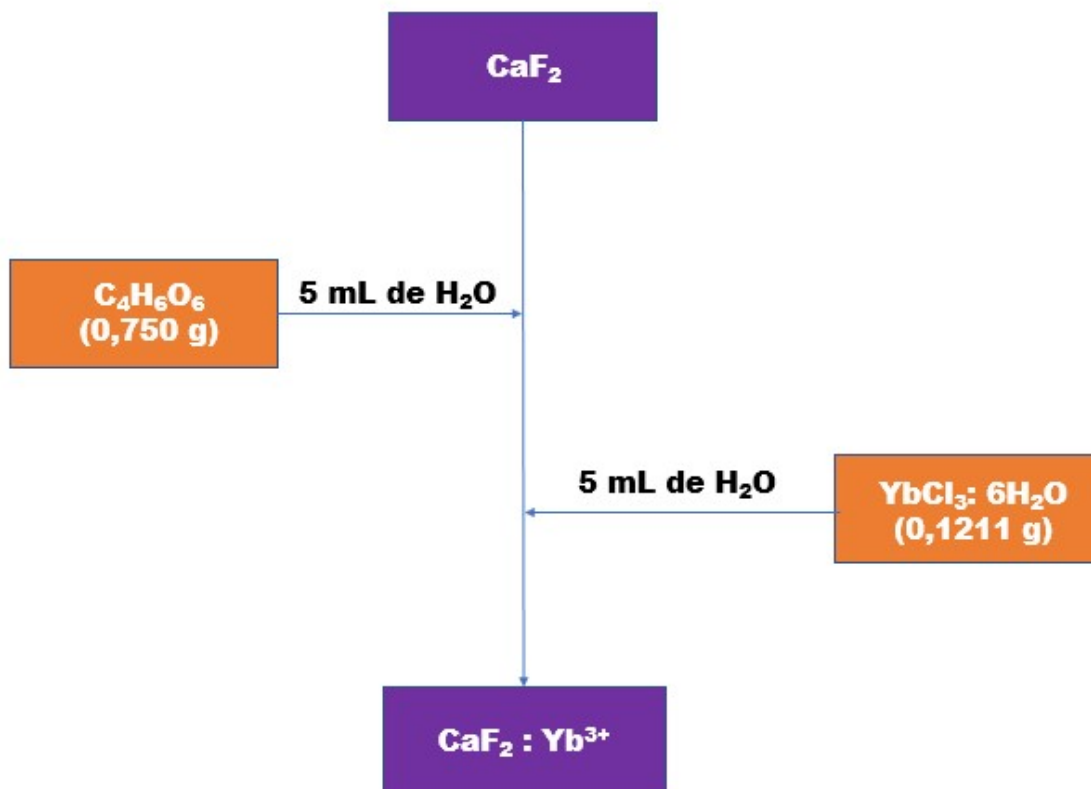 CaF₂
C₄H₆O₆
(0,750 g)
5 mL de H₂O
5 mL de H₂O
YbCl₃: 6H₂O
(0,1211 g)
CaF₂ : Yb³⁺